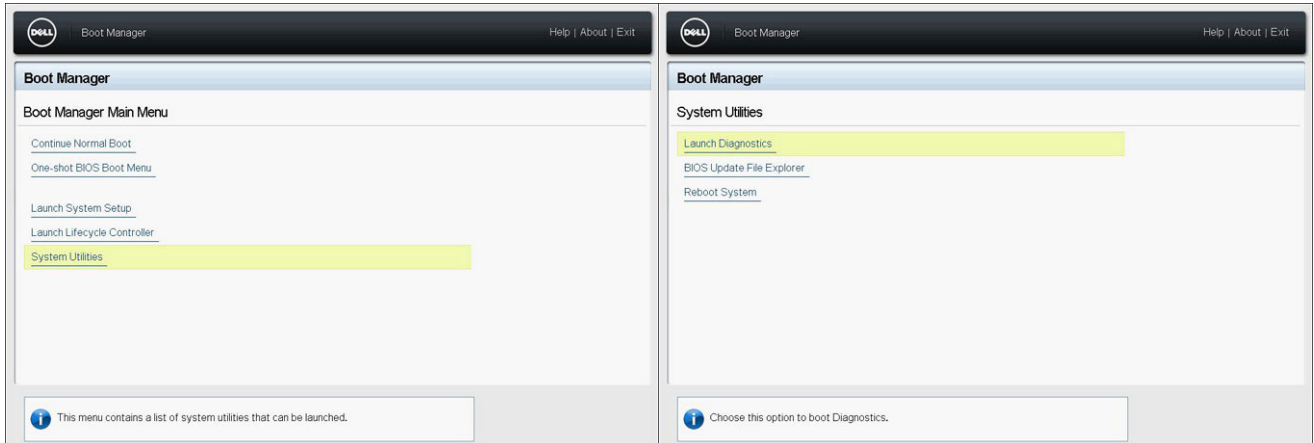 DELL
Boot Manager
Help | About | Exit
Boot Manager
Boot Manager Main Menu
Continue Normal Boot
One-shot BIOS Boot Menu
Launch System Setup
Launch Lifecycle Controller
System Utilities
This menu contains a list of system utilities that can be launched.
DELL
Boot Manager
Help | About | Exit
Boot Manager
System Utilities
Launch Diagnostics
BIOS Update File Explorer
Reboot System
Choose this option to boot Diagnostics.